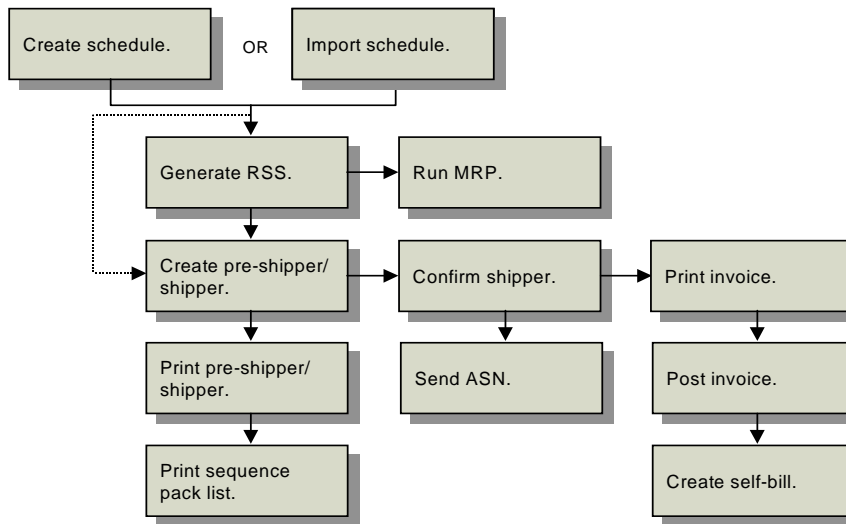 Create schedule.
OR
Import schedule.
Generate RSS.
Run MRP.
Create pre-shipper/
shipper.
Confirm shipper.
Print invoice.
Print pre-shipper/
shipper.
Send ASN.
Post invoice.
Print sequence
pack list.
Create self-bill.